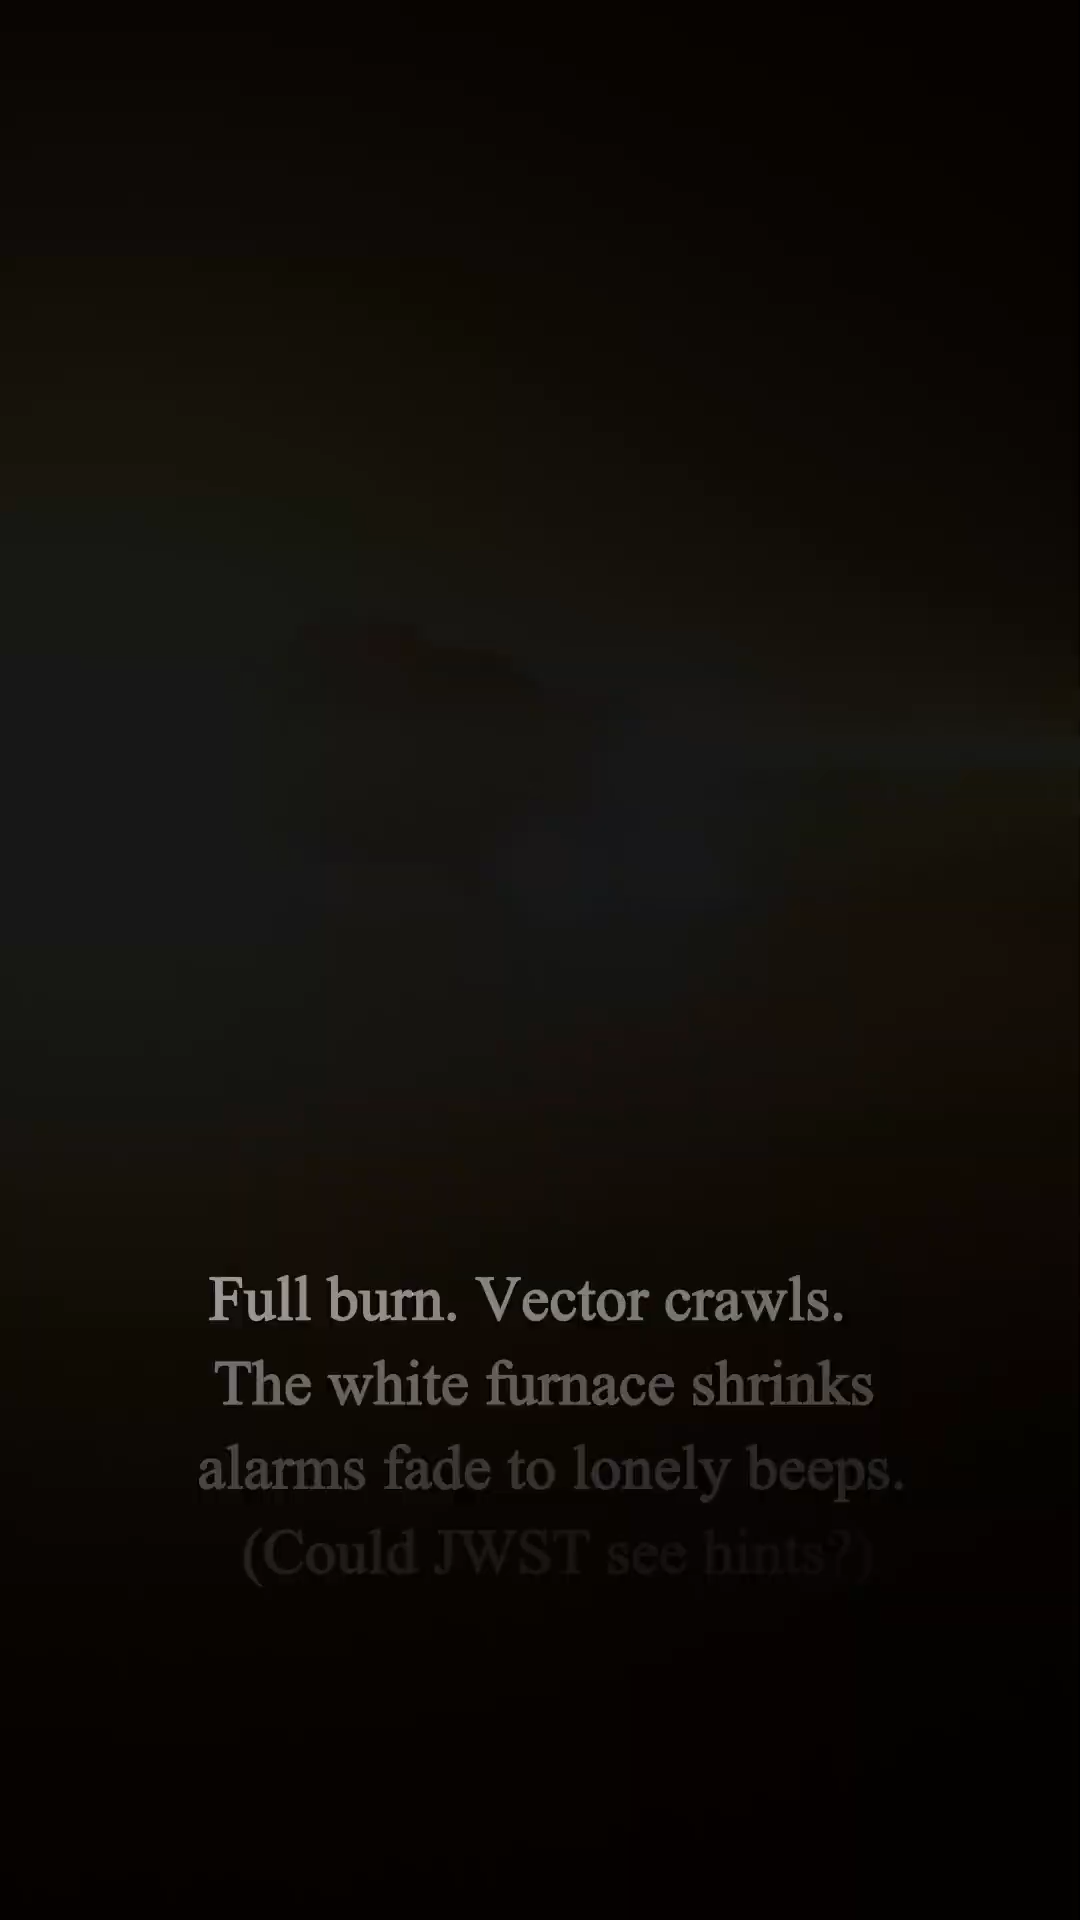 Full burn. Vector crawls.
The white furnace shrinks
alarms fade to lonely beeps.
(Could JWST see hints?)